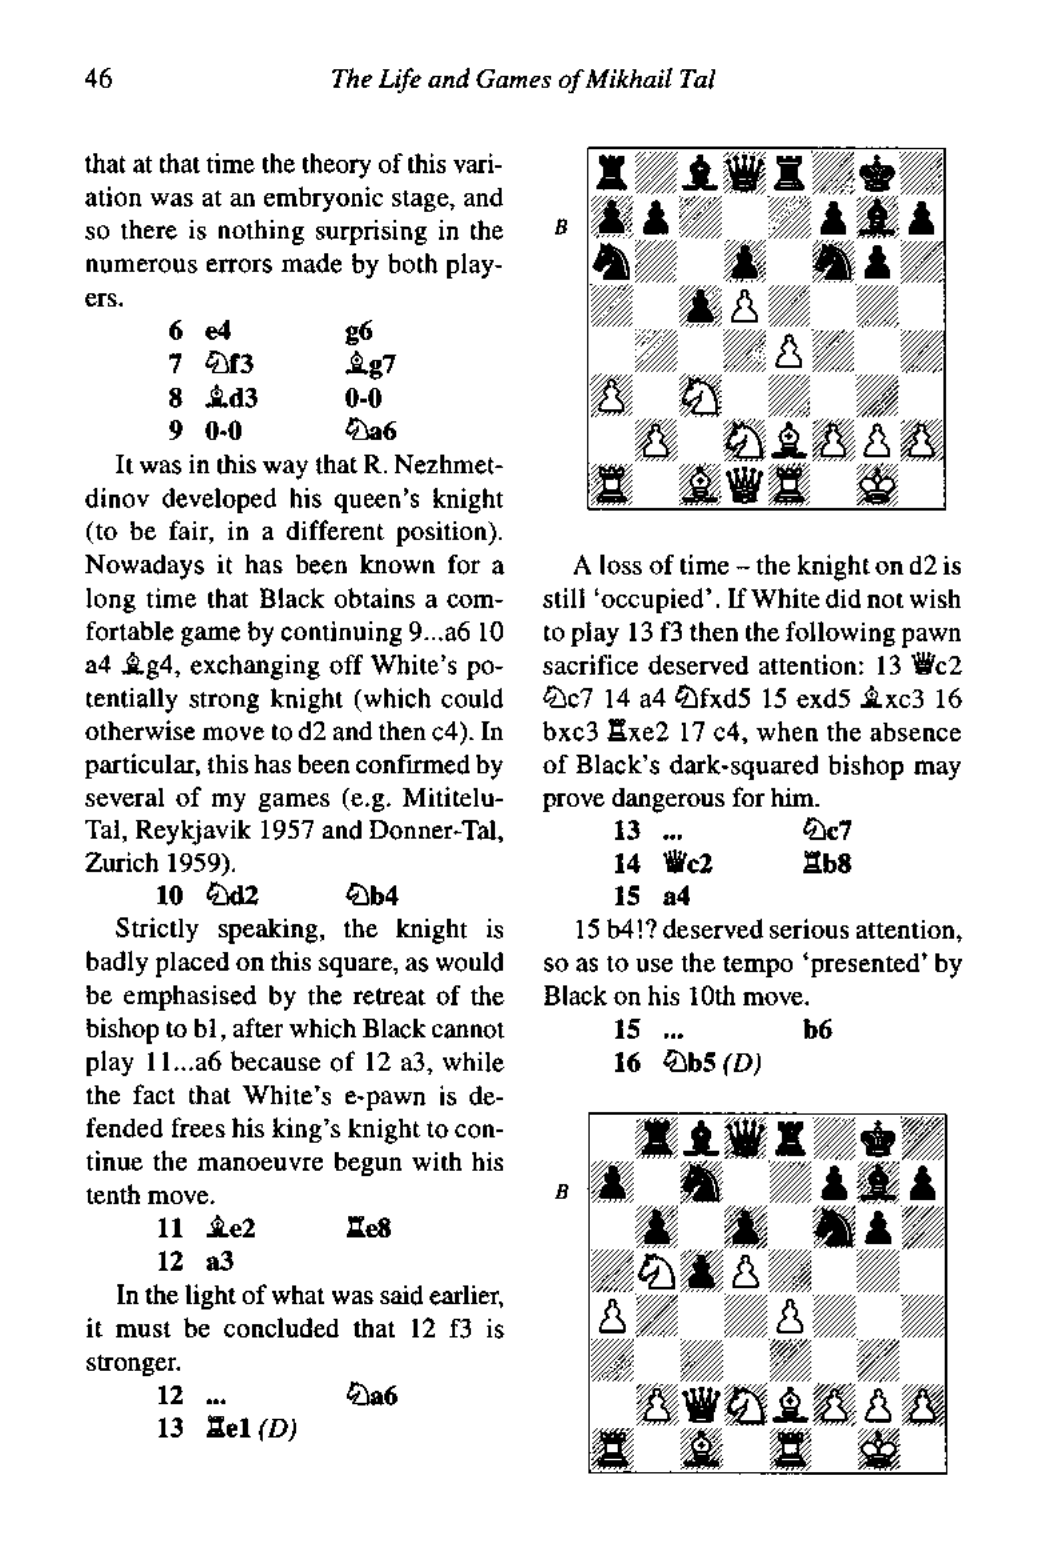 46
The Life and Games of Mikhail Tal
that at that time the theory of this vari-
ation was at an embryonic stage, and
so there is nothing surprising in the
numerous errors made by both play-
ers.
6 e4 g6
7 ♘f3 ♗g7
8 ♗d3 0-0
9 0-0 ♘a6
It was in this way that R. Nezhmet-
dinov developed his queen's knight
(to be fair, in a different position).
Nowadays it has been known for a
long time that Black obtains a com-
fortable game by continuing 9...a6 10
a4 ♗g4, exchanging off White's po-
tentially strong knight (which could
otherwise move to d2 and then c4). In
particular, this has been confirmed by
several of my games (e.g. Mititelu-
Tal, Reykjavik 1957 and Donner-Tal,
Zurich 1959).
10 ♘d2 ♘b4
Strictly speaking, the knight is
badly placed on this square, as would
be emphasised by the retreat of the
bishop to b1, after which Black cannot
play 11...a6 because of 12 a3, while
the fact that White's e-pawn is de-
fended frees his king's knight to con-
tinue the manoeuvre begun with his
tenth move.
11 ♗e2 ♖e8
12 a3
In the light of what was said earlier,
it must be concluded that 12 f3 is
stronger.
12 ... ♘a6
13 ♖e1 (D)
B
A loss of time – the knight on d2 is
still 'occupied'. If White did not wish
to play 13 f3 then the following pawn
sacrifice deserved attention: 13 ♕c2
♘c7 14 a4 ♘fxd5 15 exd5 ♗xc3 16
bxc3 ♖xe2 17 c4, when the absence
of Black's dark-squared bishop may
prove dangerous for him.
13 ... ♘c7
14 ♕c2 ♖b8
15 a4
15 b4!? deserved serious attention,
so as to use the tempo 'presented' by
Black on his 10th move.
15 ... b6
16 ♘b5 (D)
B